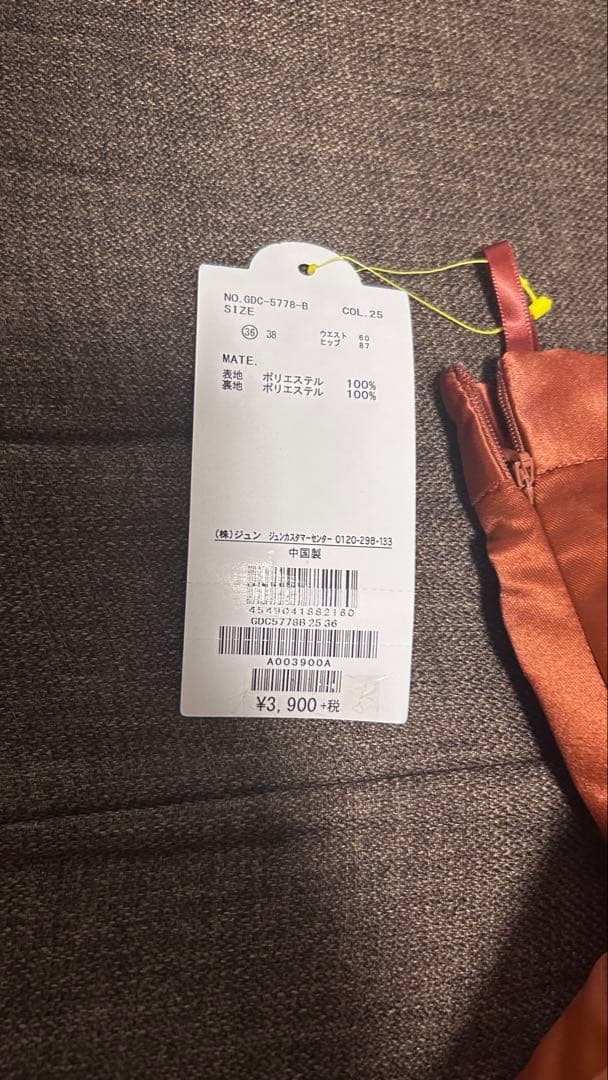 NO.GDC-5778-B COL.25
SIZE
36 38 ウエスト 60
ヒップ 87
MATE.
表地 ポリエステル 100%
裏地 ポリエステル 100%
(株)ジュン ジュンカスタマーセンター 0120-298-133
中国製
4549041882180
GDC5778B 25 36
A003900A
¥3,900+税